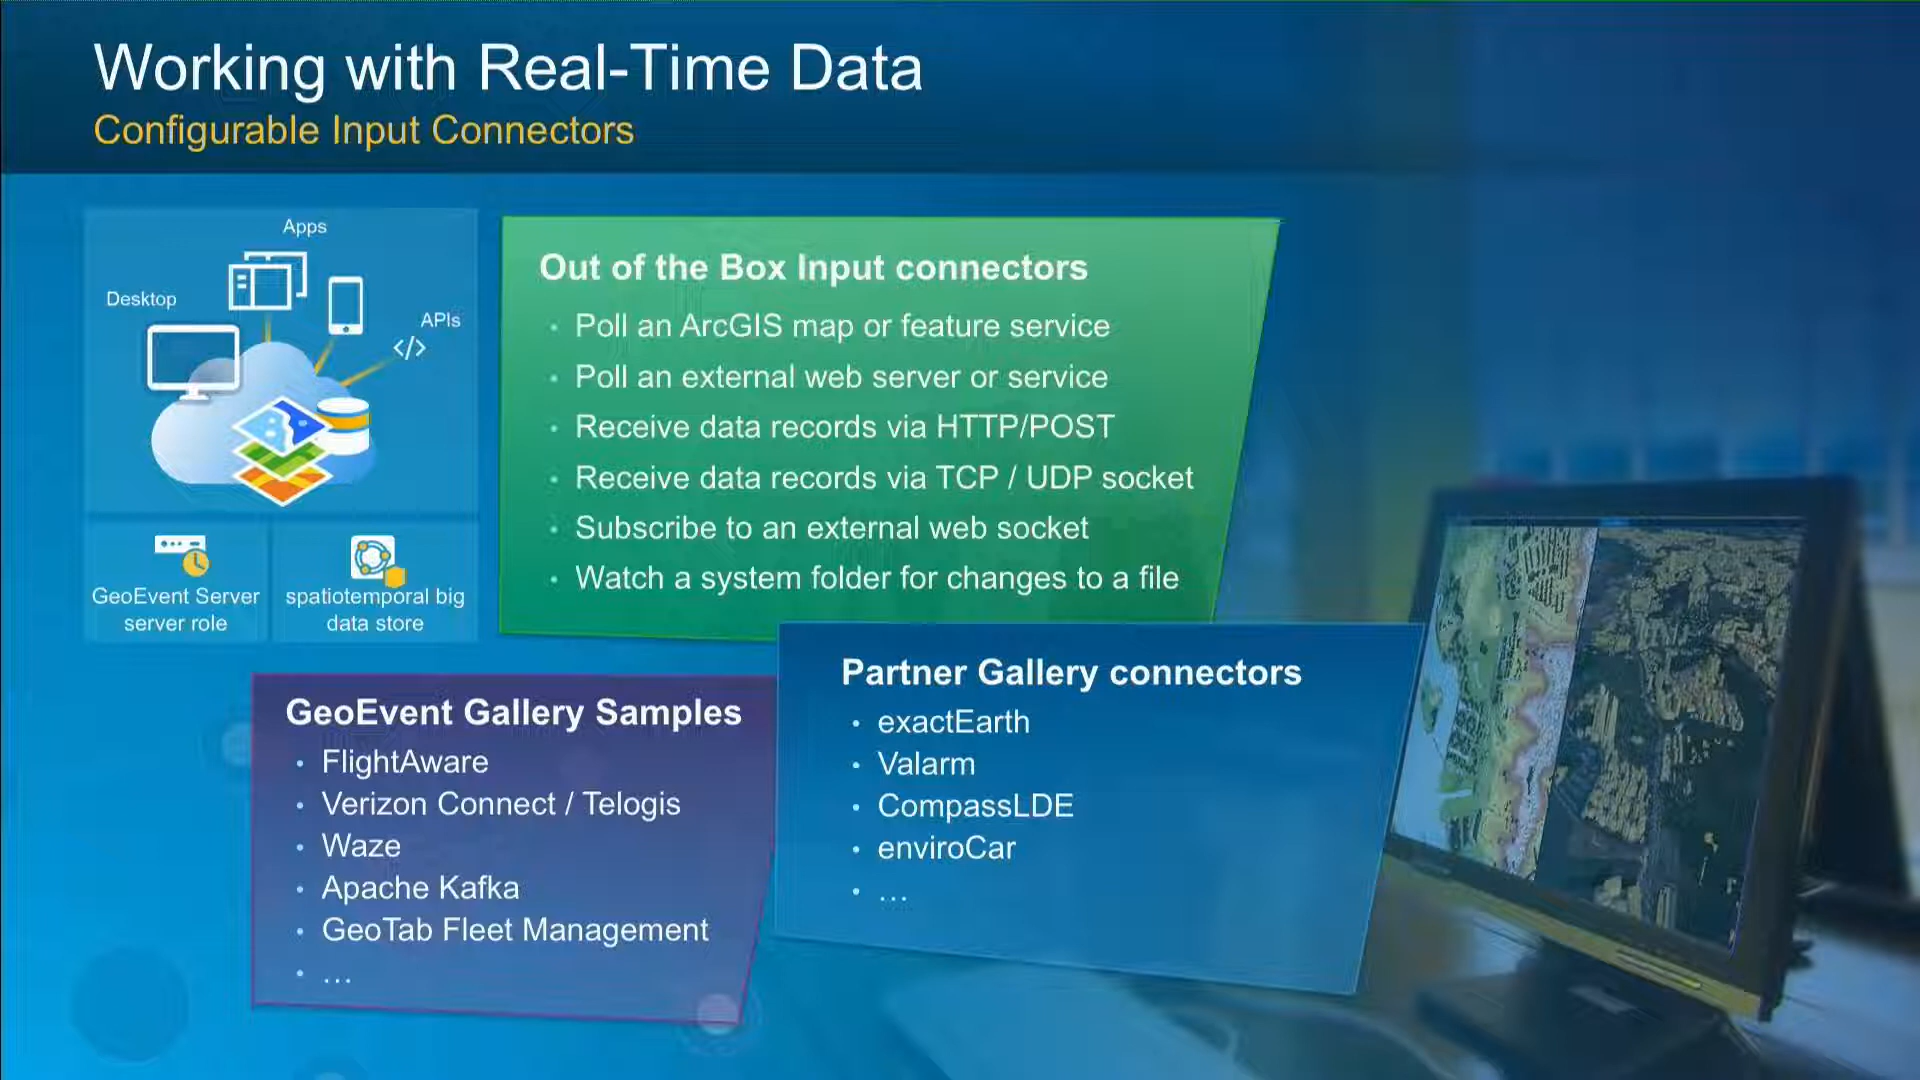 Working with Real-Time Data
Configurable Input Connectors
Apps
Desktop
APIs
</>
GeoEvent Server
server role
spatiotemporal big
data store
Out of the Box Input connectors
• Poll an ArcGIS map or feature service
• Poll an external web server or service
• Receive data records via HTTP/POST
• Receive data records via TCP / UDP socket
• Subscribe to an external web socket
• Watch a system folder for changes to a file
GeoEvent Gallery Samples
• FlightAware
• Verizon Connect / Telogis
• Waze
• Apache Kafka
• GeoTab Fleet Management
• …
Partner Gallery connectors
• exactEarth
• Valarm
• CompassLDE
• enviroCar
• …